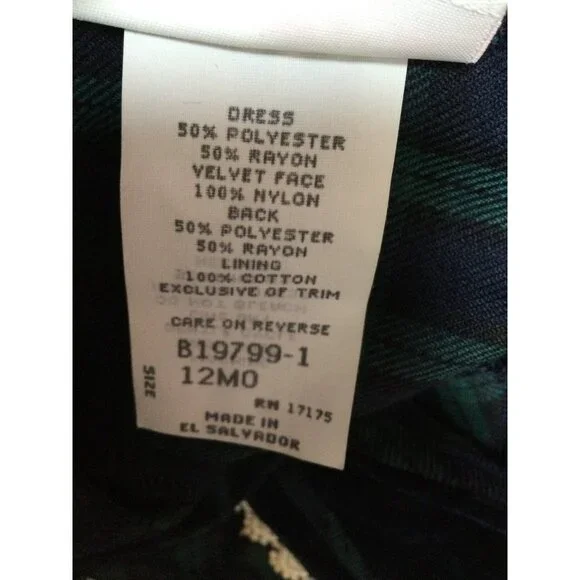 DRESS
50% POLYESTER
50% RAYON
VELVET FACE
100% NYLON
BACK
50% POLYESTER
50% RAYON
LINING
100% COTTON
EXCLUSIVE OF TRIM
CARE ON REVERSE
B19799-1
SIZE 12MO
RN 17175
MADE IN
EL SALVADOR